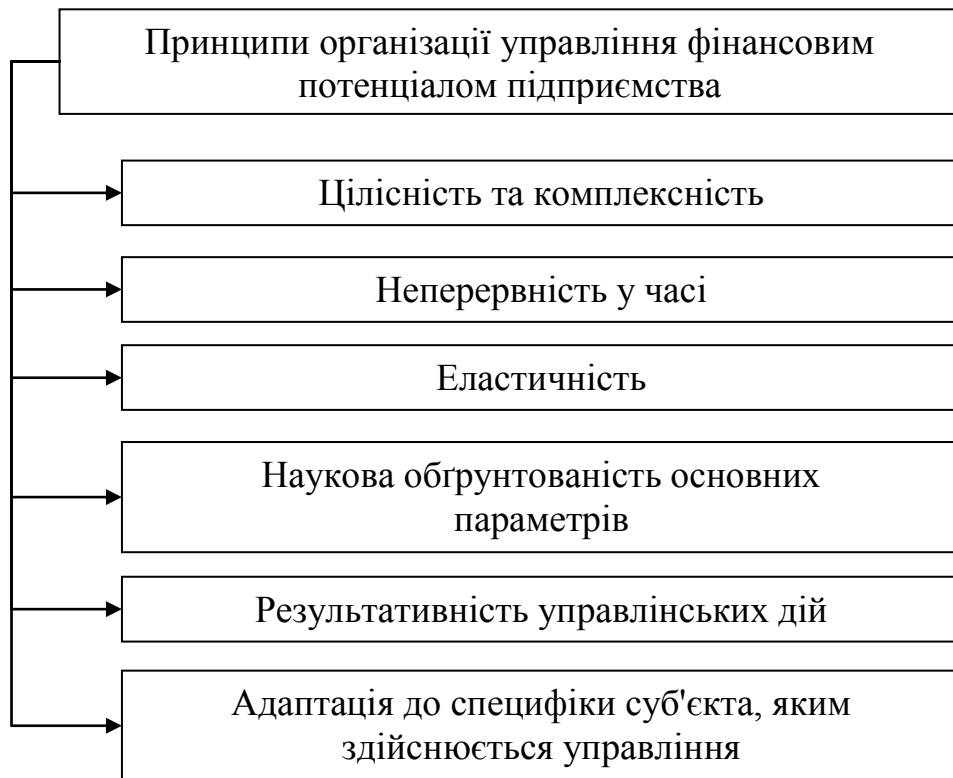 Принципи організації управління фінансовим
потенціалом підприємства
Цілісність та комплексність
Неперервність у часі
Еластичність
Наукова обґрунтованість основних
параметрів
Результативність управлінських дій
Адаптація до специфіки суб'єкта, яким
здійснюється управління